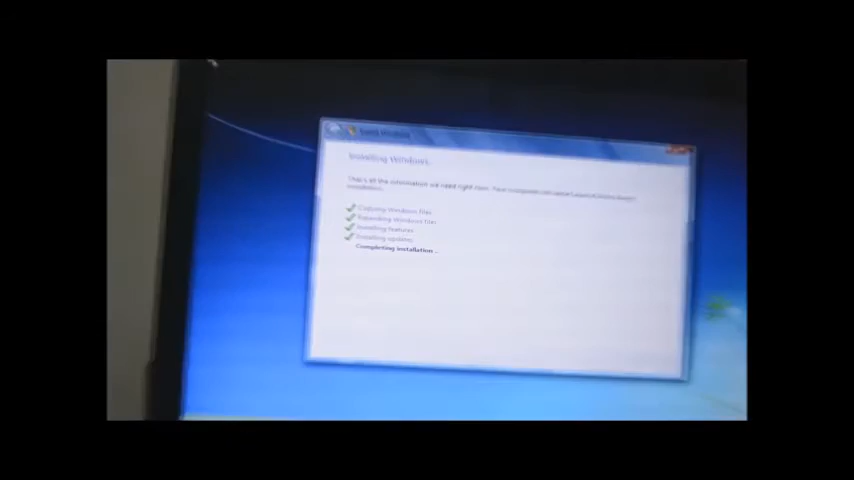 Install Windows
Installing Windows...
That's all the information we need right now. Your computer will restart several times during
installation.
Copying Windows files
Expanding Windows files
Installing features
Installing updates
Completing installation ...